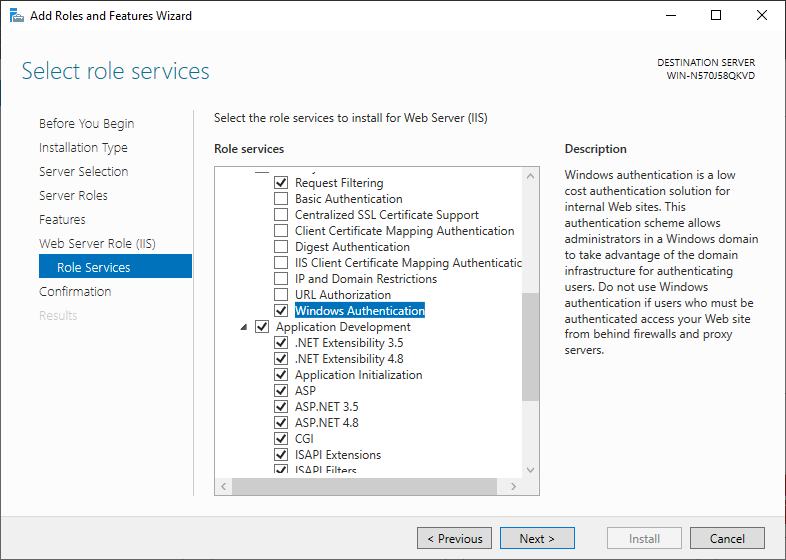 Add Roles and Features Wizard
Select role services
DESTINATION SERVER
WIN-N570J58QKVD
Before You Begin
Installation Type
Server Selection
Server Roles
Features
Web Server Role (IIS)
Role Services
Confirmation
Results
Select the role services to install for Web Server (IIS)
Role services
Request Filtering
Basic Authentication
Centralized SSL Certificate Support
Client Certificate Mapping Authentication
Digest Authentication
IIS Client Certificate Mapping Authenticatic
IP and Domain Restrictions
URL Authorization
Windows Authentication
Application Development
.NET Extensibility 3.5
.NET Extensibility 4.8
Application Initialization
ASP
ASP.NET 3.5
ASP.NET 4.8
CGI
ISAPI Extensions
ISAPI Filters
Description
Windows authentication is a low
cost authentication solution for
internal Web sites. This
authentication scheme allows
administrators in a Windows domain
to take advantage of the domain
infrastructure for authenticating
users. Do not use Windows
authentication if users who must be
authenticated access your Web site
from behind firewalls and proxy
servers.
< Previous
Next >
Install
Cancel